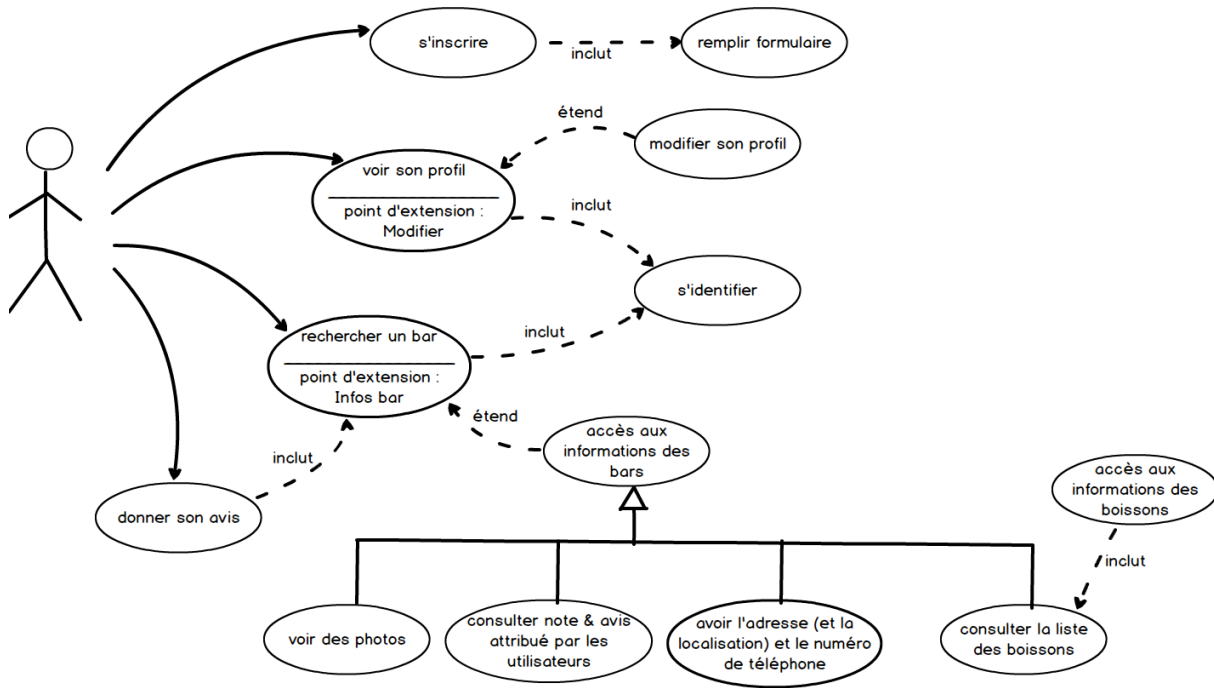 s'inscrire
inclut
remplir formulaire
étend
modifier son profil
voir son profil
point d'extension :
Modifier
inclut
s'identifier
rechercher un bar
point d'extension :
Infos bar
inclut
étend
accès aux
informations des
bars
inclut
donner son avis
accès aux
informations des
boissons
inclut
voir des photos
consulter note & avis
attribué par les
utilisateurs
avoir l'adresse (et la
localisation) et le numéro
de téléphone
consulter la liste
des boissons